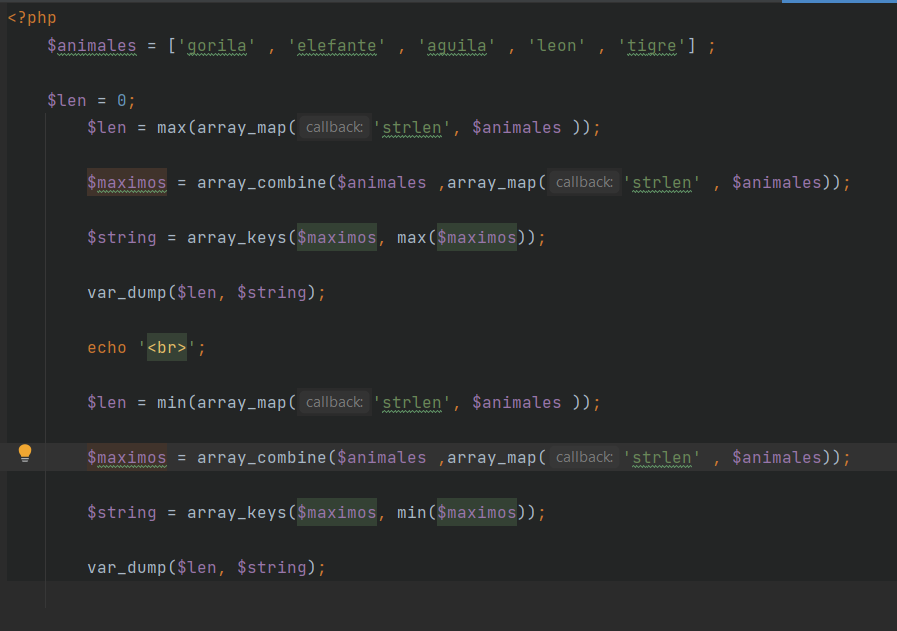 <?php
$animales = ['gorila' , 'elefante' , 'aguila' , 'leon' , 'tigre'] ;
$len = 0;
$len = max(array_map( callback: 'strlen', $animales ));
$maximos = array_combine($animales ,array_map( callback: 'strlen' , $animales));
$string = array_keys($maximos, max($maximos));
var_dump($len, $string);
echo '<br>';
$len = min(array_map( callback: 'strlen', $animales ));
$maximos = array_combine($animales ,array_map( callback: 'strlen' , $animales));
$string = array_keys($maximos, min($maximos));
var_dump($len, $string);